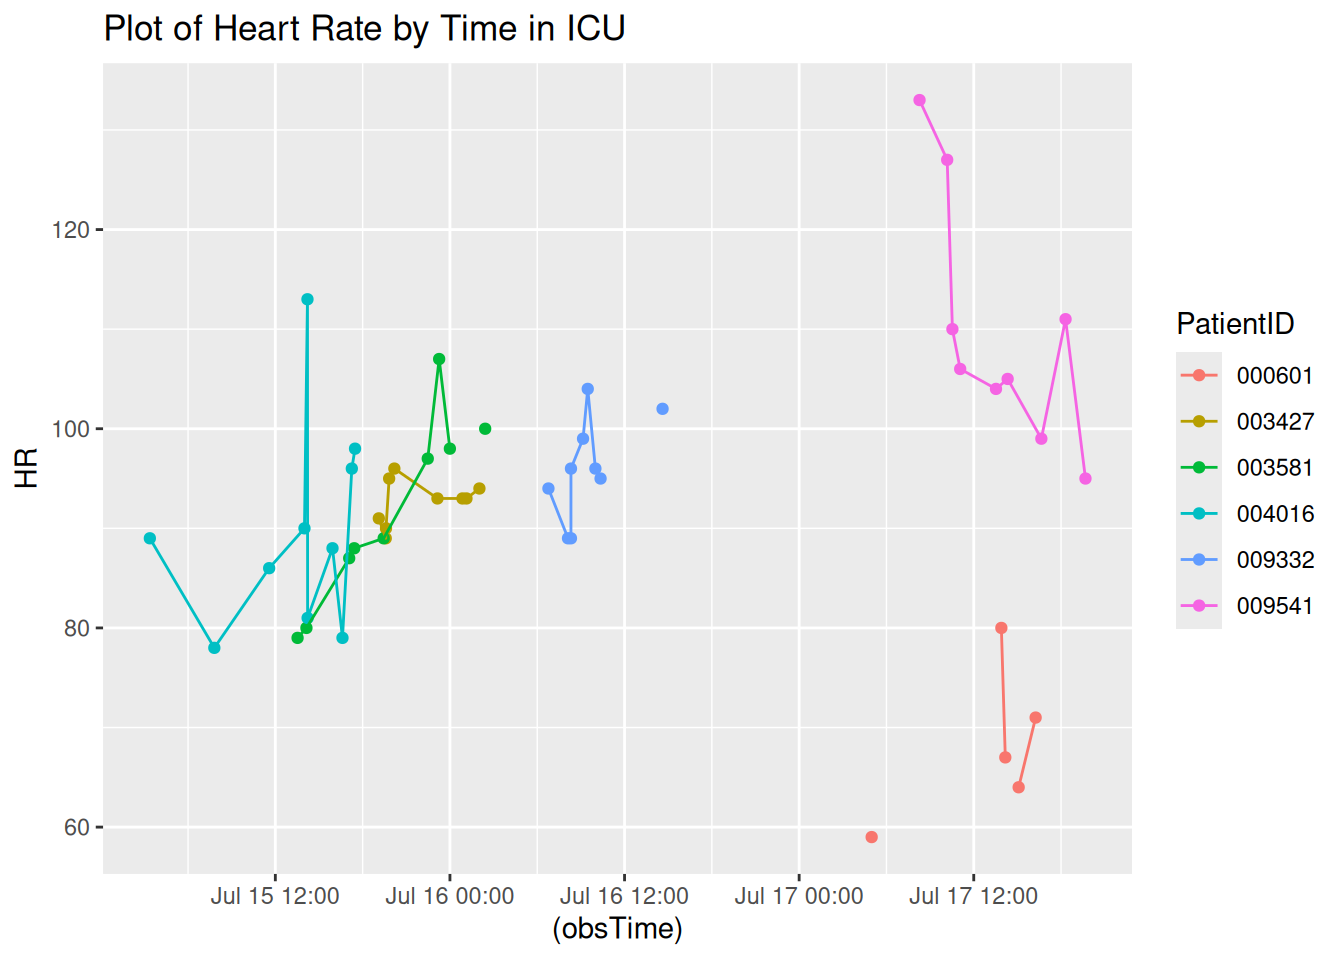 Plot of Heart Rate by Time in ICU
HR
120
100
80
60
Jul 15 12:00 Jul 16 00:00 Jul 16 12:00 Jul 17 00:00 Jul 17 12:00
(obsTime)
PatientID
000601
003427
003581
004016
009332
009541